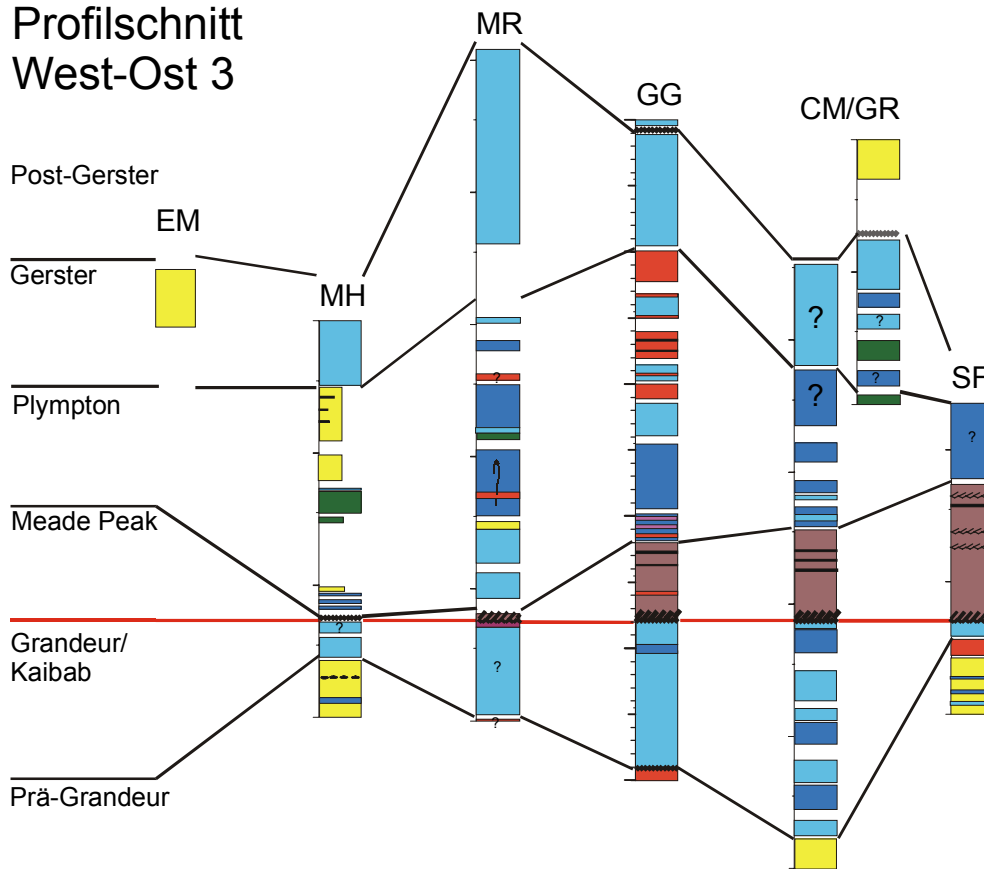 Profilschnitt
West-Ost 3
MR
GG
CM/GR
Post-Gerster
EM
Gerster
MH
SF
?
?
?
Plympton
?
?
?
?
Meade Peak
Grandeur/
Kaibab
?
?
?
Prä-Grandeur